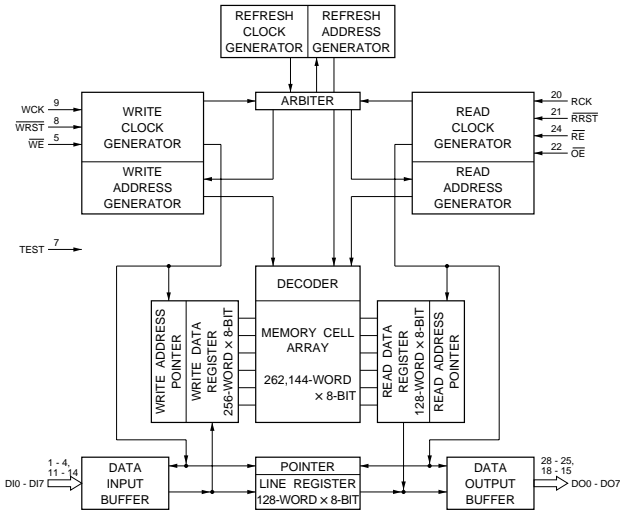 REFRESH CLOCK GENERATOR
REFRESH ADDRESS GENERATOR
ARBITER
WCK 9
WRST 8
WE 5
WRITE CLOCK GENERATOR
WRITE ADDRESS GENERATOR
READ CLOCK GENERATOR
READ ADDRESS GENERATOR
20 RCK
21 RRST
24 RE
22 OE
TEST 7
DECODER
MEMORY CELL ARRAY
262,144-WORD × 8-BIT
WRITE ADDRESS POINTER
WRITE DATA REGISTER
256-WORD × 8-BIT
READ DATA REGISTER
128-WORD × 8-BIT
READ ADDRESS POINTER
DI0 - DI7
1 - 4,
11 - 14
DATA INPUT BUFFER
POINTER
LINE REGISTER
128-WORD × 8-BIT
DATA OUTPUT BUFFER
28 - 25,
18 - 15
DO0 - DO7